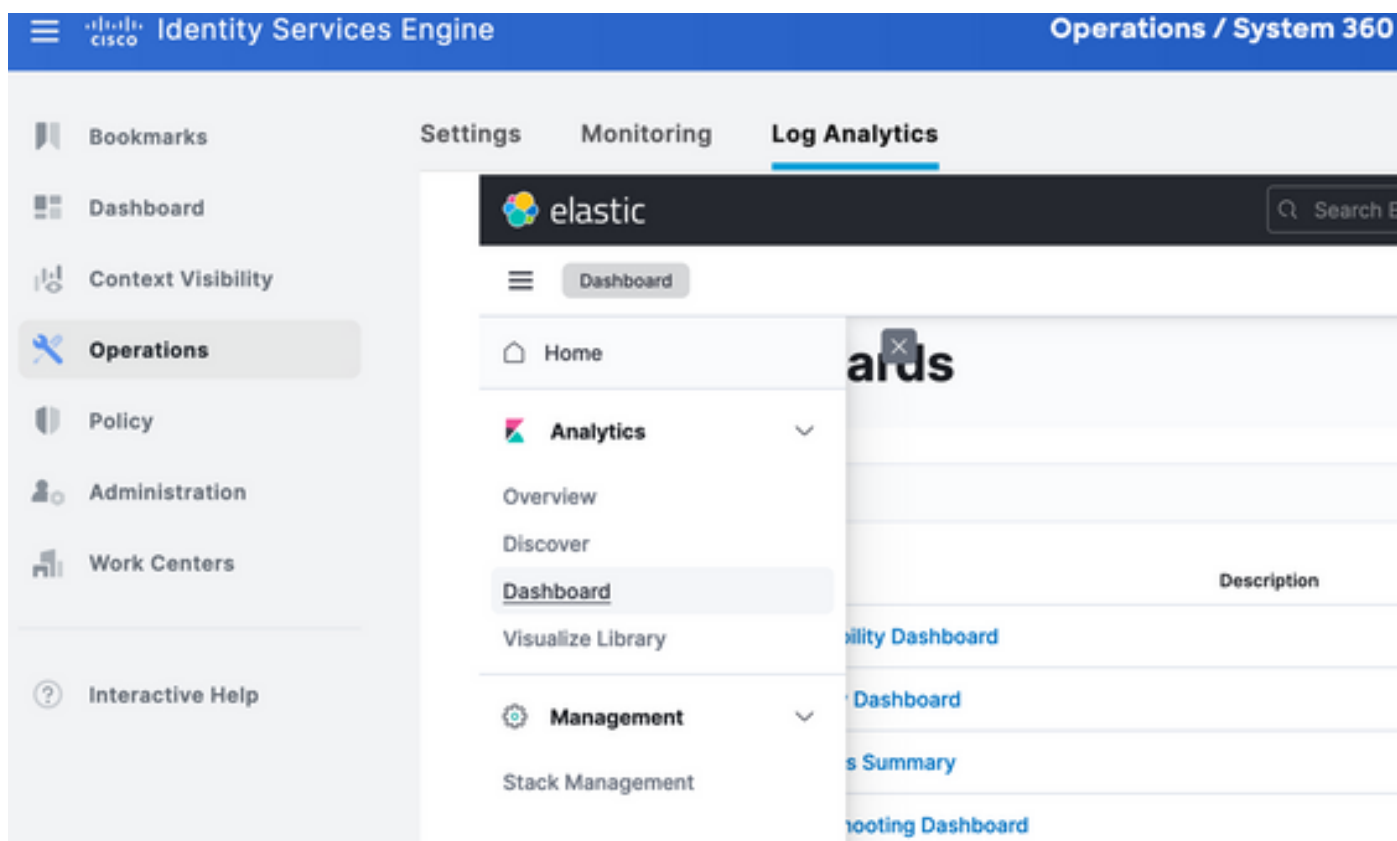 cisco Identity Services Engine
Operations / System 360
Bookmarks
Dashboard
Context Visibility
Operations
Policy
Administration
Work Centers
Interactive Help
Settings Monitoring Log Analytics
elastic
Search E
Dashboard
Home
Analytics
Overview
Discover
Dashboard
Visualize Library
Management
Stack Management
ards
Description
bility Dashboard
Dashboard
s Summary
hooting Dashboard